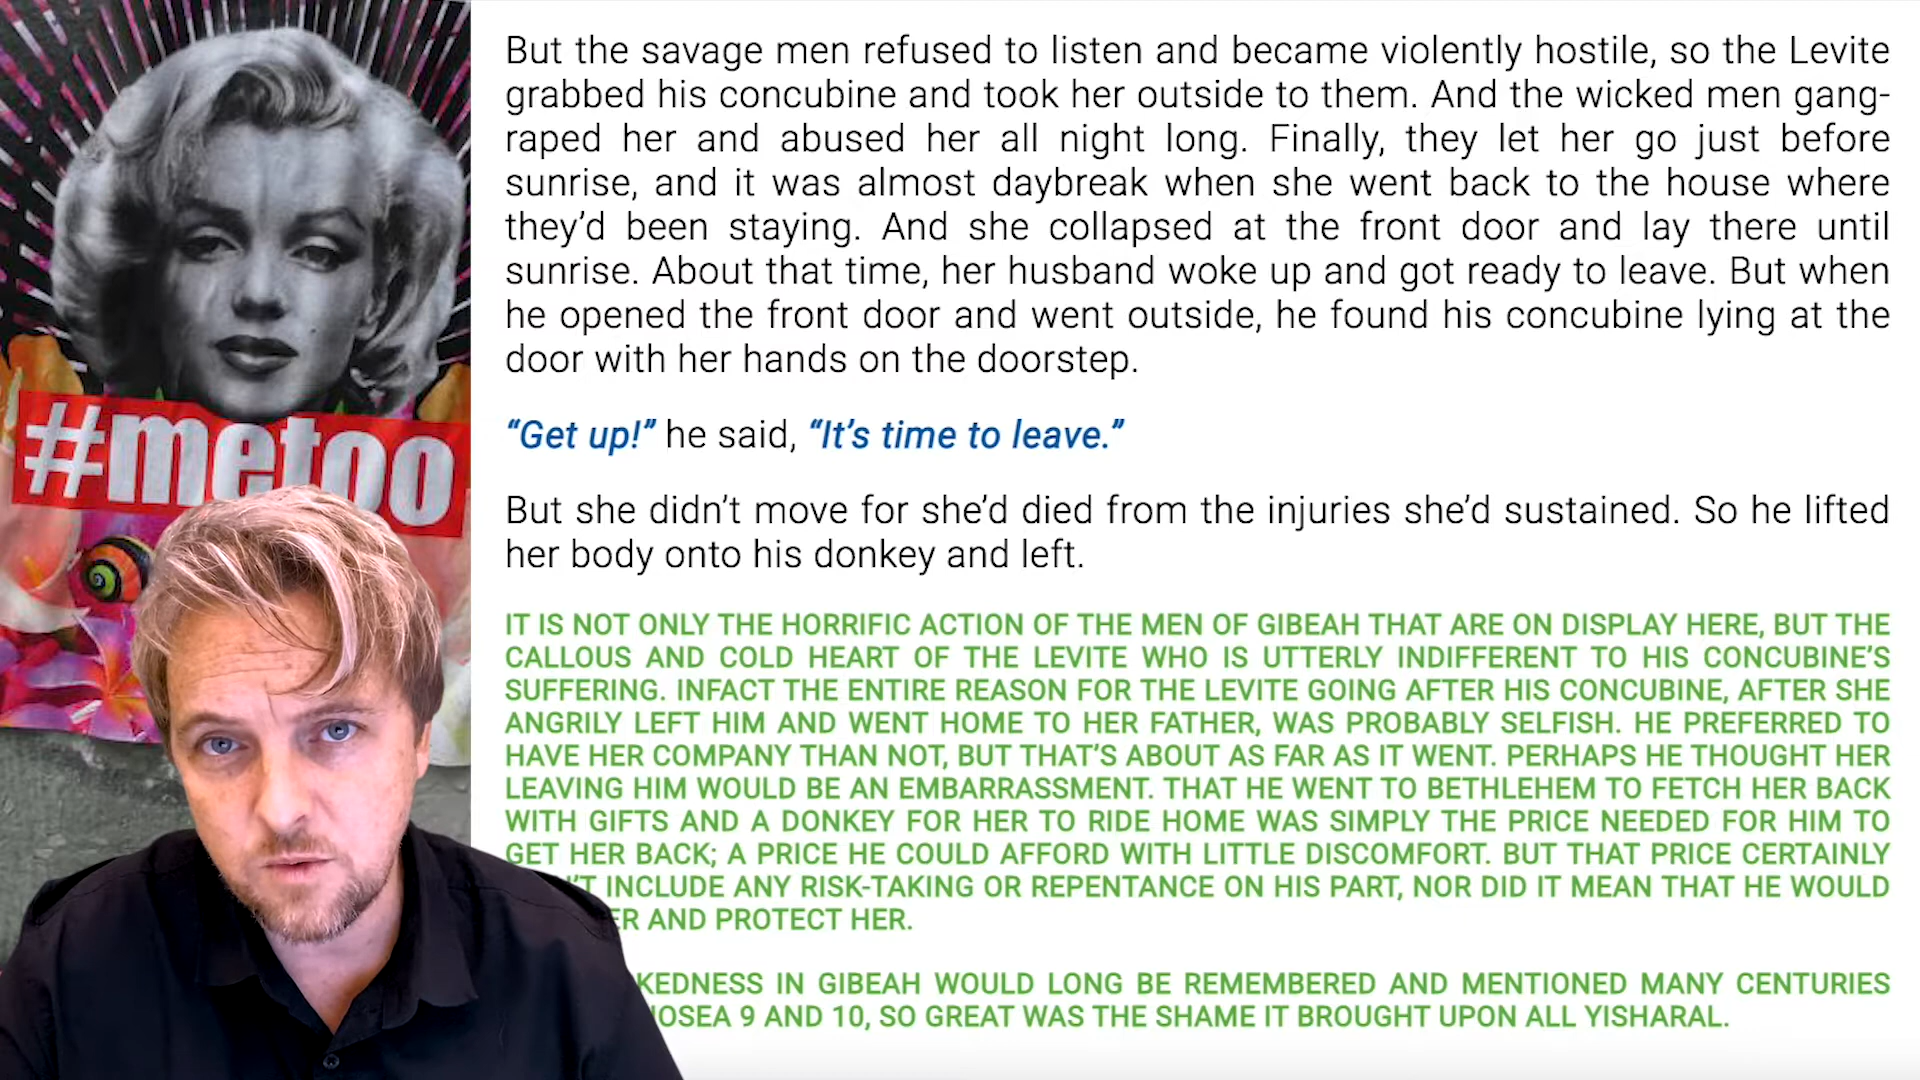 #metoo
But the savage men refused to listen and became violently hostile, so the Levite
grabbed his concubine and took her outside to them. And the wicked men gang-
raped her and abused her all night long. Finally, they let her go just before
sunrise, and it was almost daybreak when she went back to the house where
they’d been staying. And she collapsed at the front door and lay there until
sunrise. About that time, her husband woke up and got ready to leave. But when
he opened the front door and went outside, he found his concubine lying at the
door with her hands on the doorstep.
“Get up!” he said, “It’s time to leave.”
But she didn’t move for she’d died from the injuries she’d sustained. So he lifted
her body onto his donkey and left.
IT IS NOT ONLY THE HORRIFIC ACTION OF THE MEN OF GIBEAH THAT ARE ON DISPLAY HERE, BUT THE
CALLOUS AND COLD HEART OF THE LEVITE WHO IS UTTERLY INDIFFERENT TO HIS CONCUBINE’S
SUFFERING. INFACT THE ENTIRE REASON FOR THE LEVITE GOING AFTER HIS CONCUBINE, AFTER SHE
ANGRILY LEFT HIM AND WENT HOME TO HER FATHER, WAS PROBABLY SELFISH. HE PREFERRED TO
HAVE HER COMPANY THAN NOT, BUT THAT’S ABOUT AS FAR AS IT WENT. PERHAPS HE THOUGHT HER
LEAVING HIM WOULD BE AN EMBARRASSMENT. THAT HE WENT TO BETHLEHEM TO FETCH HER BACK
WITH GIFTS AND A DONKEY FOR HER TO RIDE HOME WAS SIMPLY THE PRICE NEEDED FOR HIM TO
GET HER BACK; A PRICE HE COULD AFFORD WITH LITTLE DISCOMFORT. BUT THAT PRICE CERTAINLY
INCLUDE ANY RISK-TAKING OR REPENTANCE ON HIS PART, NOR DID IT MEAN THAT HE WOULD
AND PROTECT HER.
IN GIBEAH WOULD LONG BE REMEMBERED AND MENTIONED MANY CENTURIES
9 AND 10, SO GREAT WAS THE SHAME IT BROUGHT UPON ALL YISHARAL.